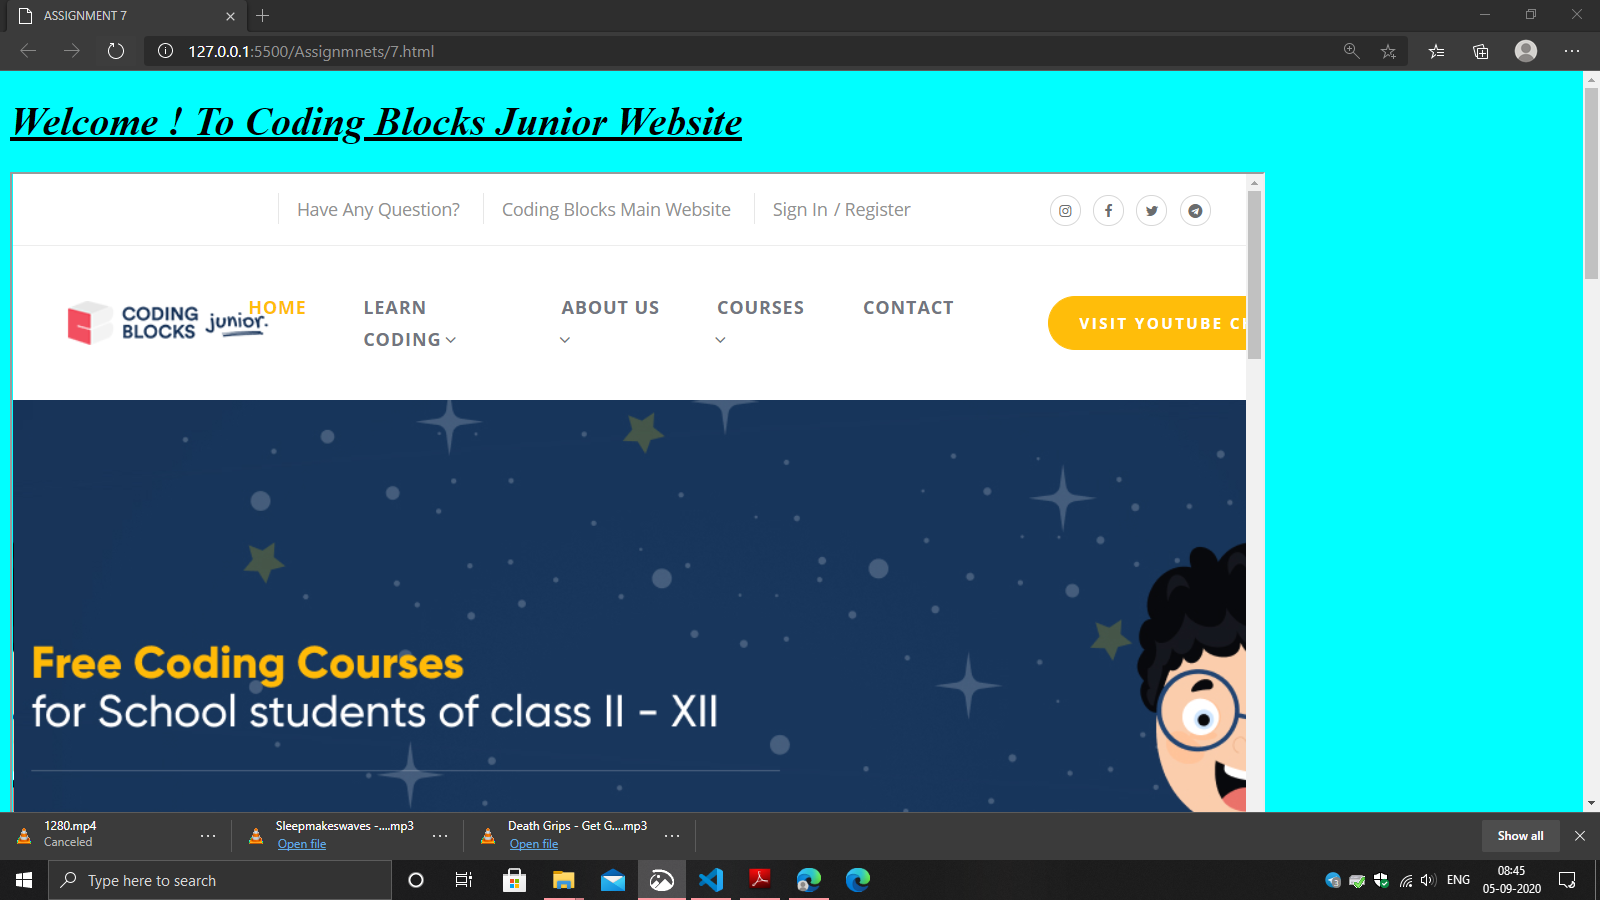 ASSIGNMENT 7
127.0.0.1:5500/Assignmnets/7.html
Welcome ! To Coding Blocks Junior Website
Have Any Question?
Coding Blocks Main Website
Sign In / Register
CODING
BLOCKS
junior.
HOME
LEARN
CODING
ABOUT US
COURSES
CONTACT
VISIT YOUTUBE
Free Coding Courses
for School students of class II - XII
1280.mp4
Canceled
Sleepmakeswaves -....mp3
Open file
Death Grips - Get G....mp3
Open file
Show all
Type here to search
ENG
08:45
05-09-2020